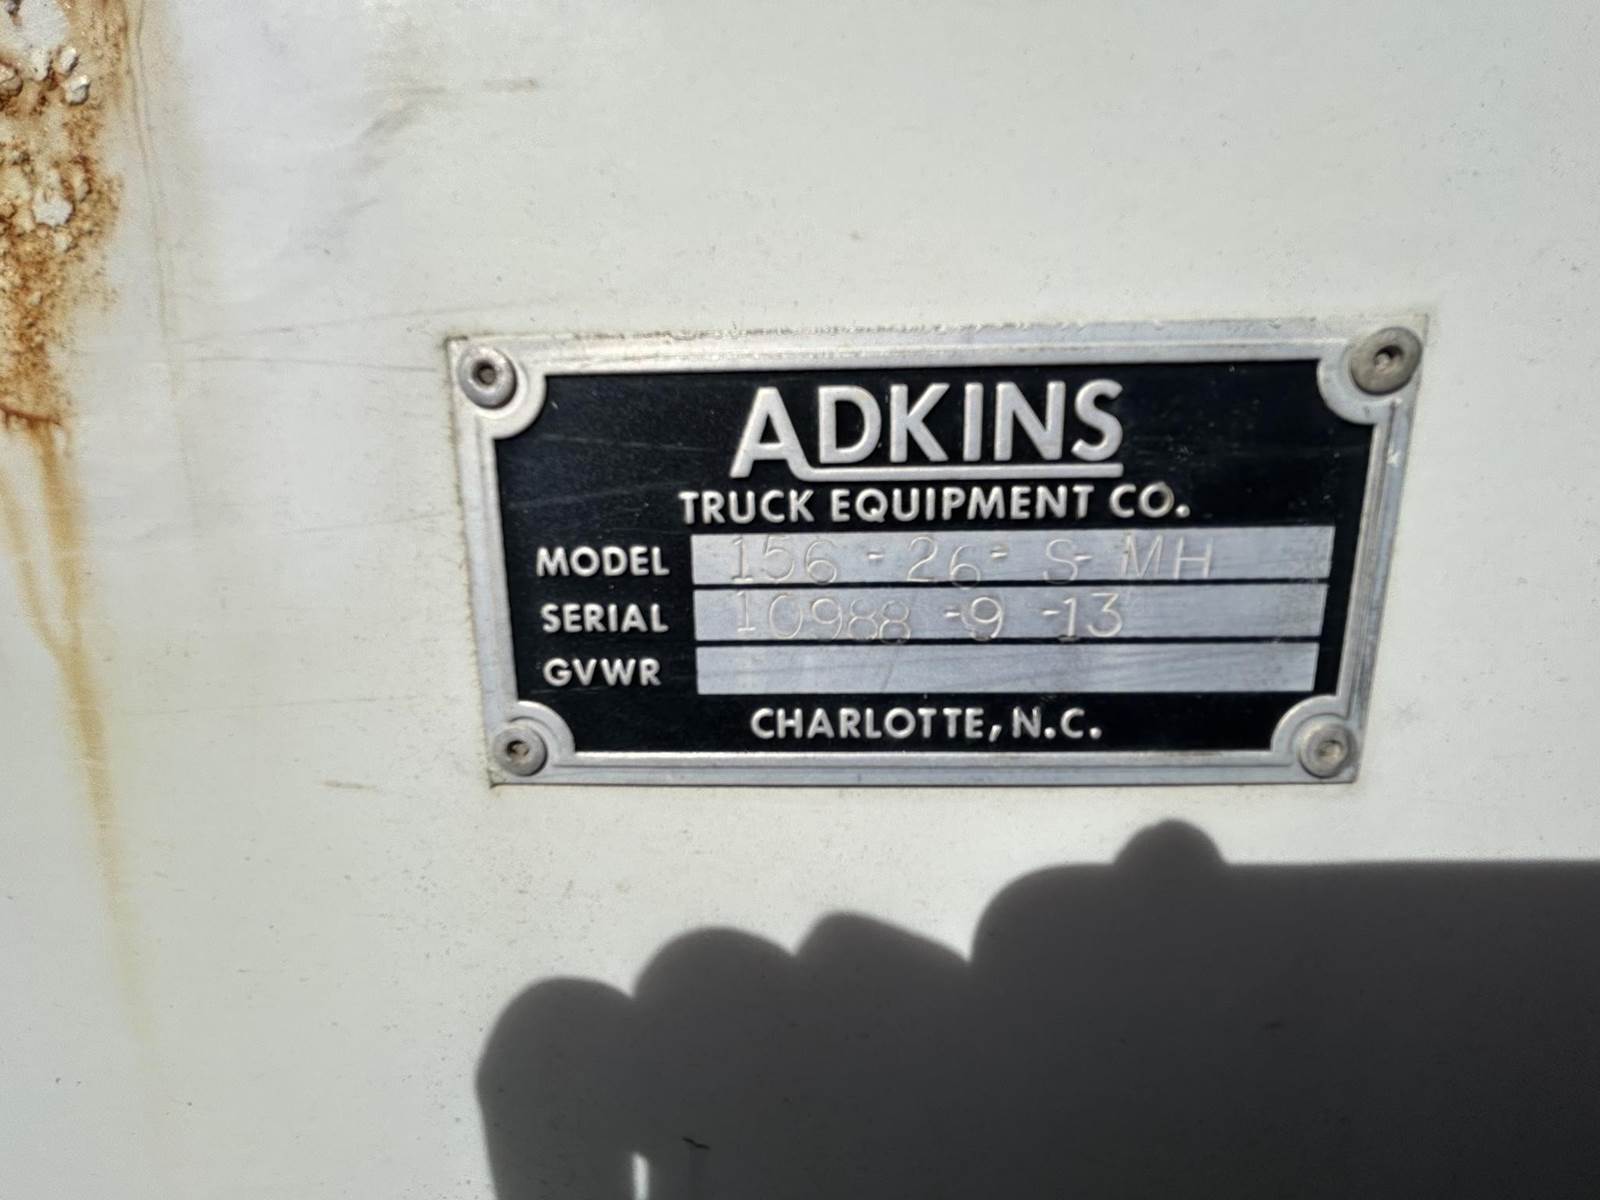 ADKINS
TRUCK EQUIPMENT CO.
MODEL 156-26-S-MH
SERIAL 10988-9-13
GVWR
CHARLOTTE, N.C.